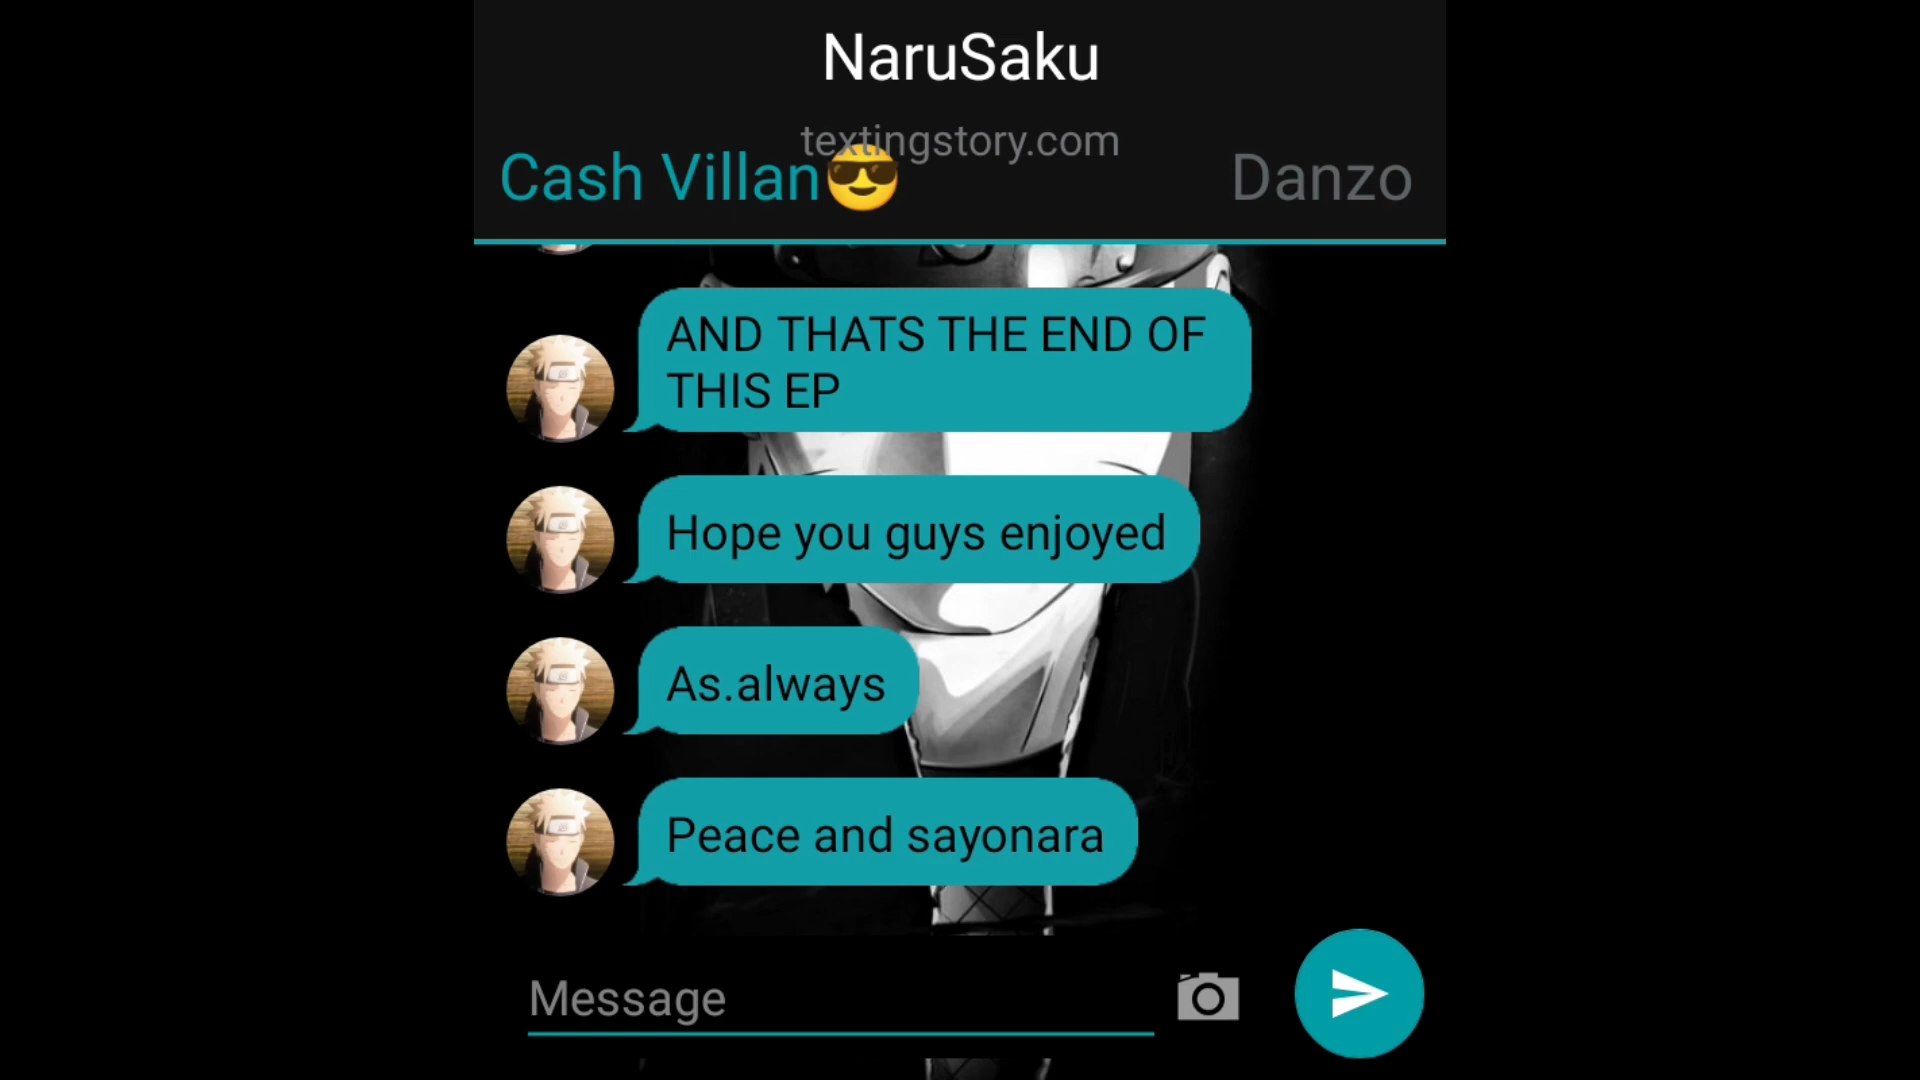 NaruSaku
textingstory.com
Cash Villan😎
Danzo
AND THATS THE END OF
THIS EP
Hope you guys enjoyed
As.always
Peace and sayonara
Message